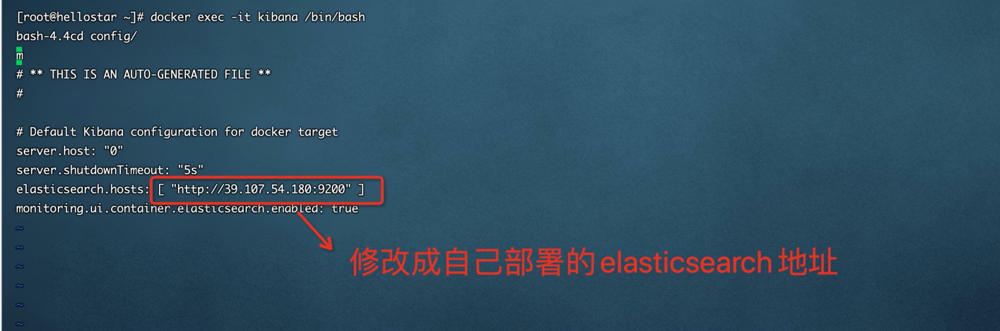 [root@hellostar ~]# docker exec -it kibana /bin/bash
bash-4.4cd config/
m
# ** THIS IS AN AUTO-GENERATED FILE **
#
# Default Kibana configuration for docker target
server.host: "0"
server.shutdownTimeout: "5s"
elasticsearch.hosts: [ "http://39.107.54.180:9200" ]
monitoring.ui.container.elasticsearch.enabled: true
~
~
修改成自己部署的elasticsearch地址
~
~
~
~